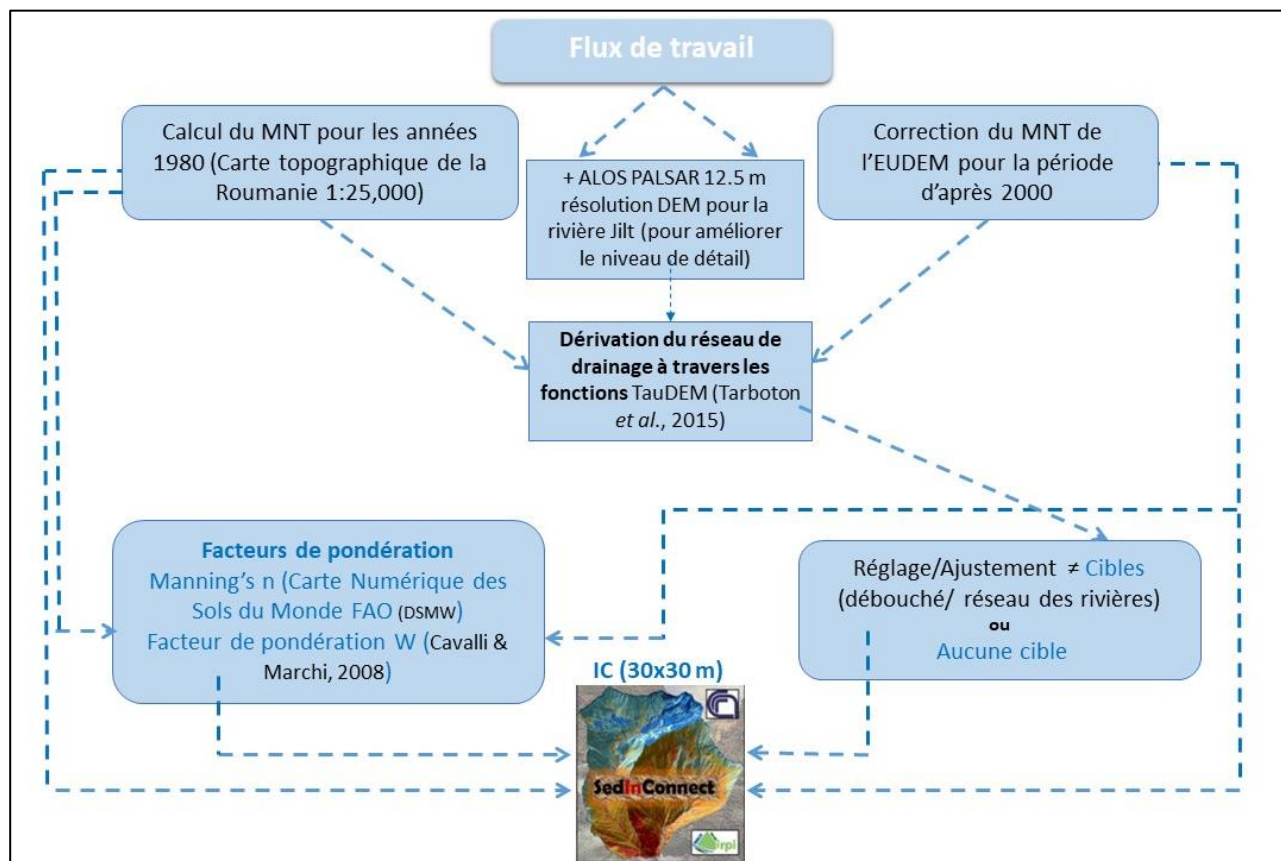 Flux de travail
Calcul du MNT pour les années
1980 (Carte topographique de la
Roumanie 1:25,000)
+ ALOS PALSAR 12.5 m
résolution DEM pour la
rivière Jilt (pour améliorer
le niveau de détail)
Correction du MNT de
l’EUDEM pour la période
d’après 2000
Dérivation du réseau de
drainage à travers les
fonctions TauDEM (Tarboton
et al., 2015)
Facteurs de pondération
Manning’s n (Carte Numérique des
Sols du Monde FAO (DSMW)
Facteur de pondération W (Cavalli &
Marchi, 2008)
Réglage/Ajustement ≠ Cibles
(débouché/ réseau des rivières)
ou
Aucune cible
IC (30x30 m)
SedInConnect
irpi